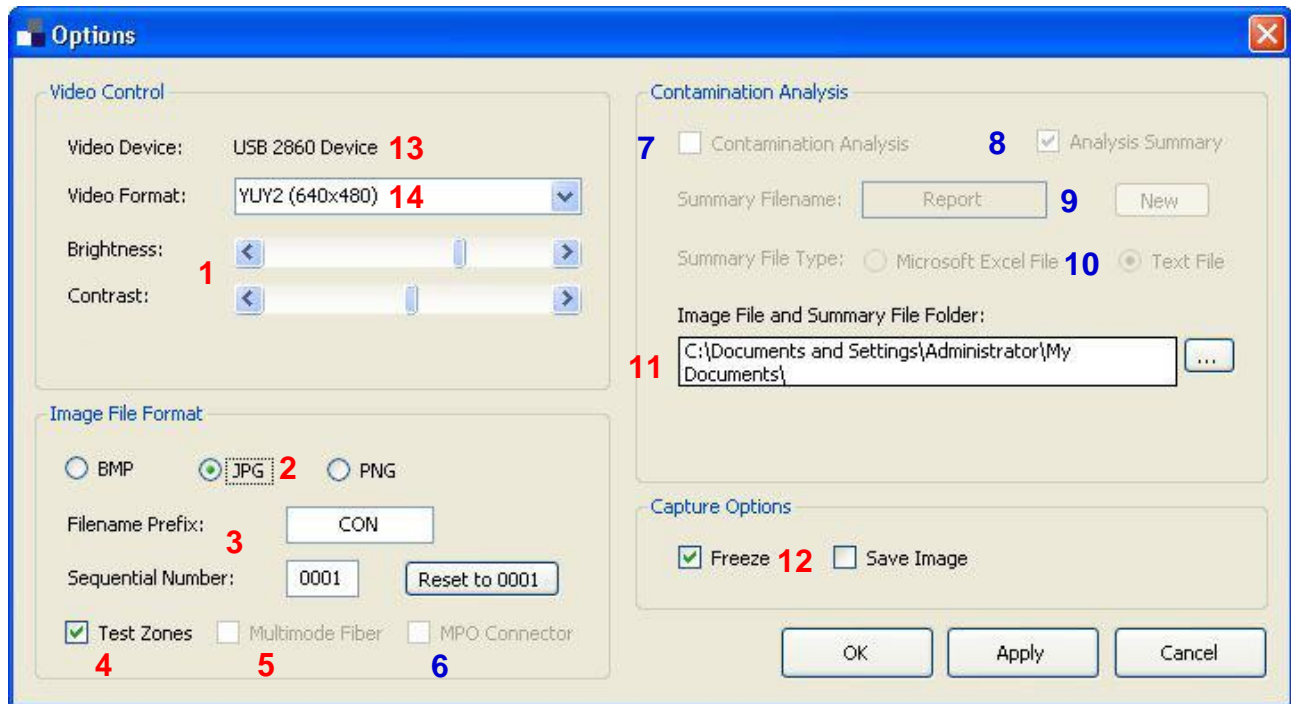 Options
Video Control
Video Device: USB 2860 Device 13
Video Format: YUY2 (640x480) 14
Brightness:
1
Contrast:
Image File Format
BMP JPG 2 PNG
Filename Prefix: CON
3
Sequential Number: 0001 Reset to 0001
Test Zones Multimode Fiber MPO Connector
4 5 6
Contamination Analysis
7 Contamination Analysis 8 Analysis Summary
Summary Filename: Report 9 New
Summary File Type: Microsoft Excel File 10 Text File
Image File and Summary File Folder:
11 C:\Documents and Settings\Administrator\My ...
Documents\
Capture Options
Freeze 12 Save Image
OK Apply Cancel